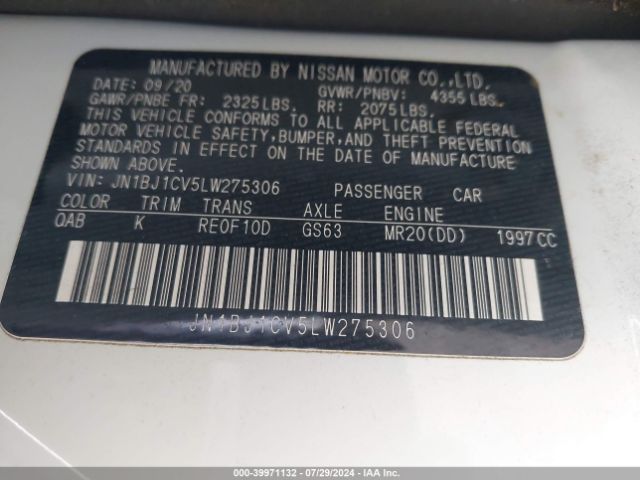 MANUFACTURED BY NISSAN MOTOR CO.,LTD.
DATE: 09/20 GVWR/PNBV: 4355 LBS.
GAWR/PNBE FR: 2325 LBS. RR: 2075 LBS.
THIS VEHICLE CONFORMS TO ALL APPLICABLE FEDERAL
MOTOR VEHICLE SAFETY,BUMPER,AND THEFT PREVENTION
STANDARDS IN EFFECT ON THE DATE OF MANUFACTURE
SHOWN ABOVE.
VIN: JN1BJ1CV5LW275306 PASSENGER CAR
COLOR TRIM TRANS AXLE ENGINE
QAB K RE0F10D GS63 MR20(DD) 1997CC
JN1BJ1CV5LW275306
000-39971132 - 07/29/2024 - IAAI.com